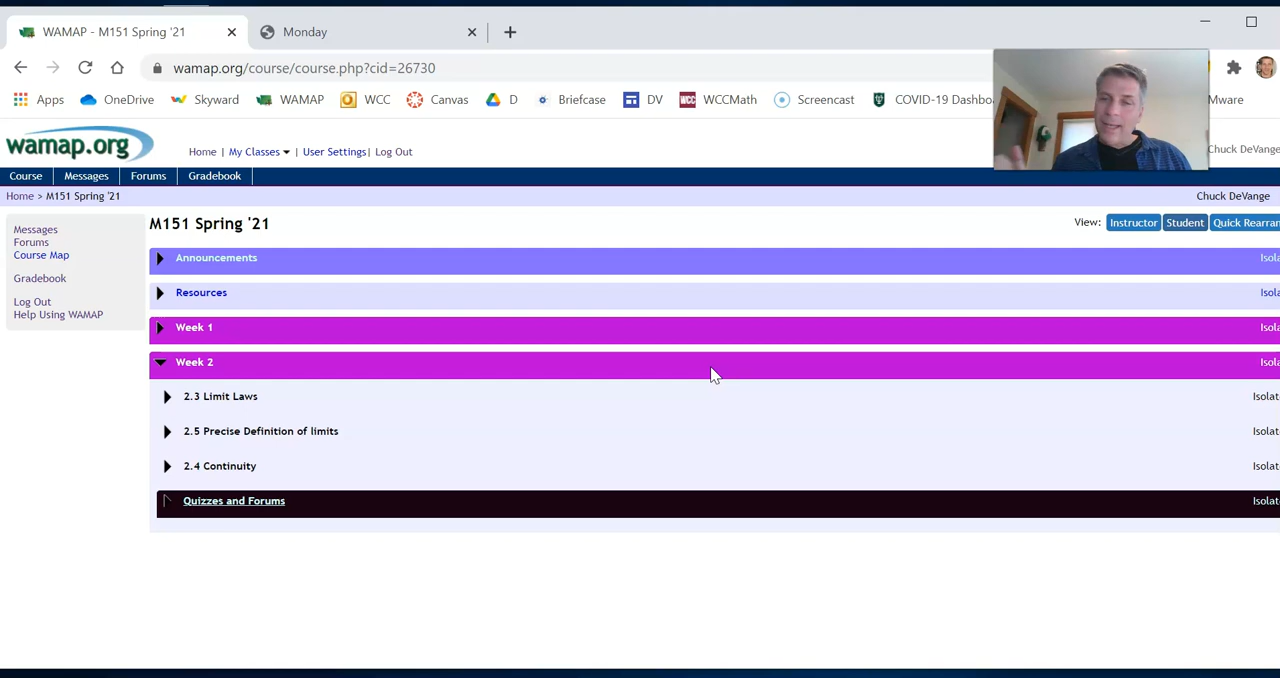 WAMAP - M151 Spring '21
Monday
wamap.org/course/course.php?cid=26730
Apps OneDrive Skyward WAMAP WCC Canvas D Briefcase DV WCCMath Screencast COVID-19 Dashbo Mware
wamap.org
Home | My Classes | User Settings | Log Out
Chuck DeVange
Course Messages Forums Gradebook
Home > M151 Spring '21
Chuck DeVange
Messages
Forums
Course Map
Gradebook
Log Out
Help Using WAMAP
M151 Spring '21
View: Instructor Student Quick Rearran
Announcements Isola
Resources Isola
Week 1 Isola
Week 2 Isola
2.3 Limit Laws Isolat
2.5 Precise Definition of limits Isolat
2.4 Continuity Isolat
Quizzes and Forums Isolat